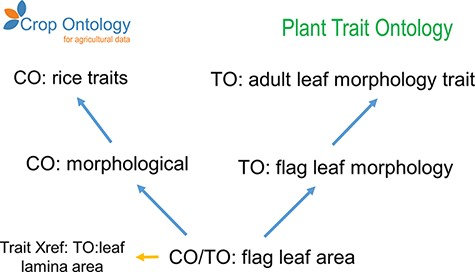 Crop Ontology
for agricultural data
Plant Trait Ontology
CO: rice traits
TO: adult leaf morphology trait
CO: morphological
TO: flag leaf morphology
Trait Xref: TO:leaf
lamina area
CO/TO: flag leaf area